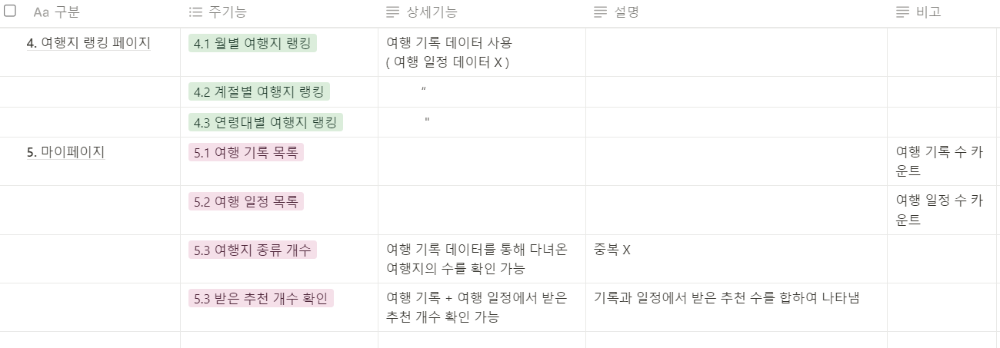 Aa 구분 주기능 상세기능 설명 비고
4. 여행지 랭킹 페이지 4.1 월별 여행지 랭킹 여행 기록 데이터 사용
( 여행 일정 데이터 X )
4.2 계절별 여행지 랭킹 “
4.3 연령대별 여행지 랭킹 "
5. 마이페이지 5.1 여행 기록 목록 여행 기록 수 카
운트
5.2 여행 일정 목록 여행 일정 수 카
운트
5.3 여행지 종류 개수 여행 기록 데이터를 통해 다녀온 중복 X
여행지의 수를 확인 가능
5.3 받은 추천 개수 확인 여행 기록 + 여행 일정에서 받은 기록과 일정에서 받은 추천 수를 합하여 나타냄
추천 개수 확인 가능